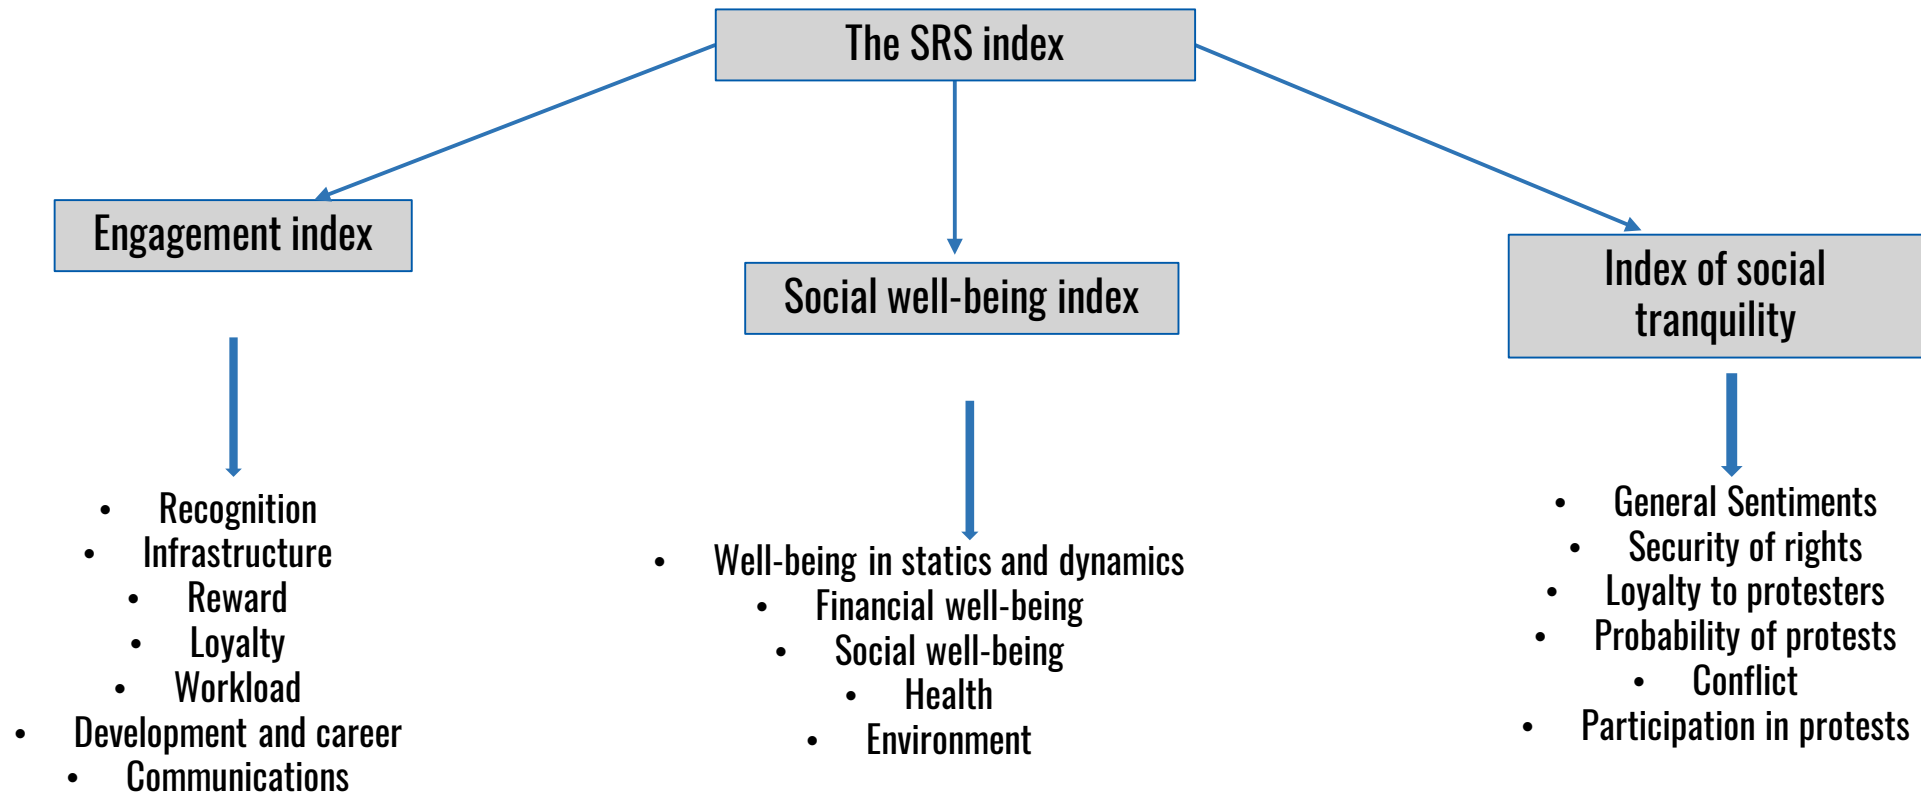 The SRS index
Engagement index
• Recognition
• Infrastructure
• Reward
• Loyalty
• Workload
• Development and career
• Communications
Social well-being index
• Well-being in statics and dynamics
• Financial well-being
• Social well-being
• Health
• Environment
Index of social
tranquility
• General Sentiments
• Security of rights
• Loyalty to protesters
• Probability of protests
• Conflict
• Participation in protests